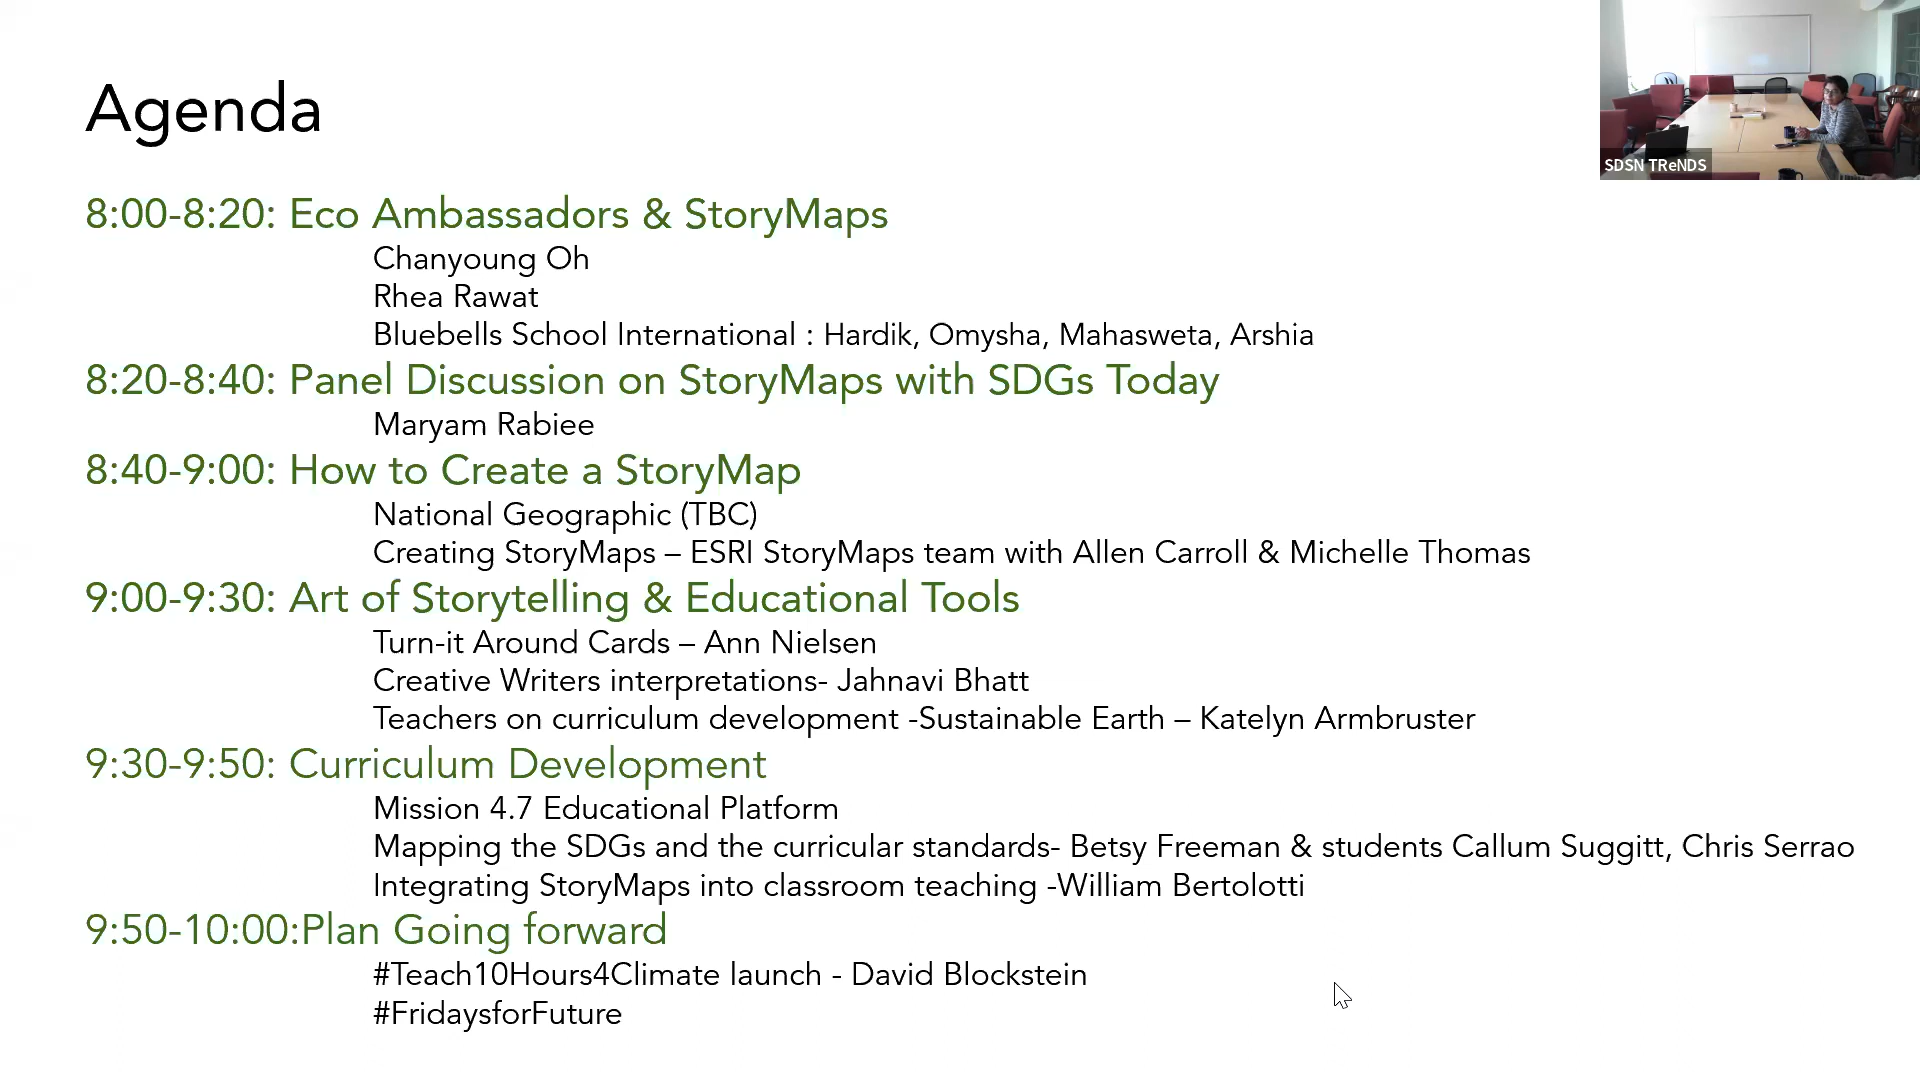 Agenda
SDSN TReNDS
8:00-8:20: Eco Ambassadors & StoryMaps
Chanyoung Oh
Rhea Rawat
Bluebells School International : Hardik, Omysha, Mahasweta, Arshia
8:20-8:40: Panel Discussion on StoryMaps with SDGs Today
Maryam Rabiee
8:40-9:00: How to Create a StoryMap
National Geographic (TBC)
Creating StoryMaps – ESRI StoryMaps team with Allen Carroll & Michelle Thomas
9:00-9:30: Art of Storytelling & Educational Tools
Turn-it Around Cards – Ann Nielsen
Creative Writers interpretations- Jahnavi Bhatt
Teachers on curriculum development -Sustainable Earth – Katelyn Armbruster
9:30-9:50: Curriculum Development
Mission 4.7 Educational Platform
Mapping the SDGs and the curricular standards- Betsy Freeman & students Callum Suggitt, Chris Serrao
Integrating StoryMaps into classroom teaching -William Bertolotti
9:50-10:00:Plan Going forward
#Teach10Hours4Climate launch - David Blockstein
#FridaysforFuture